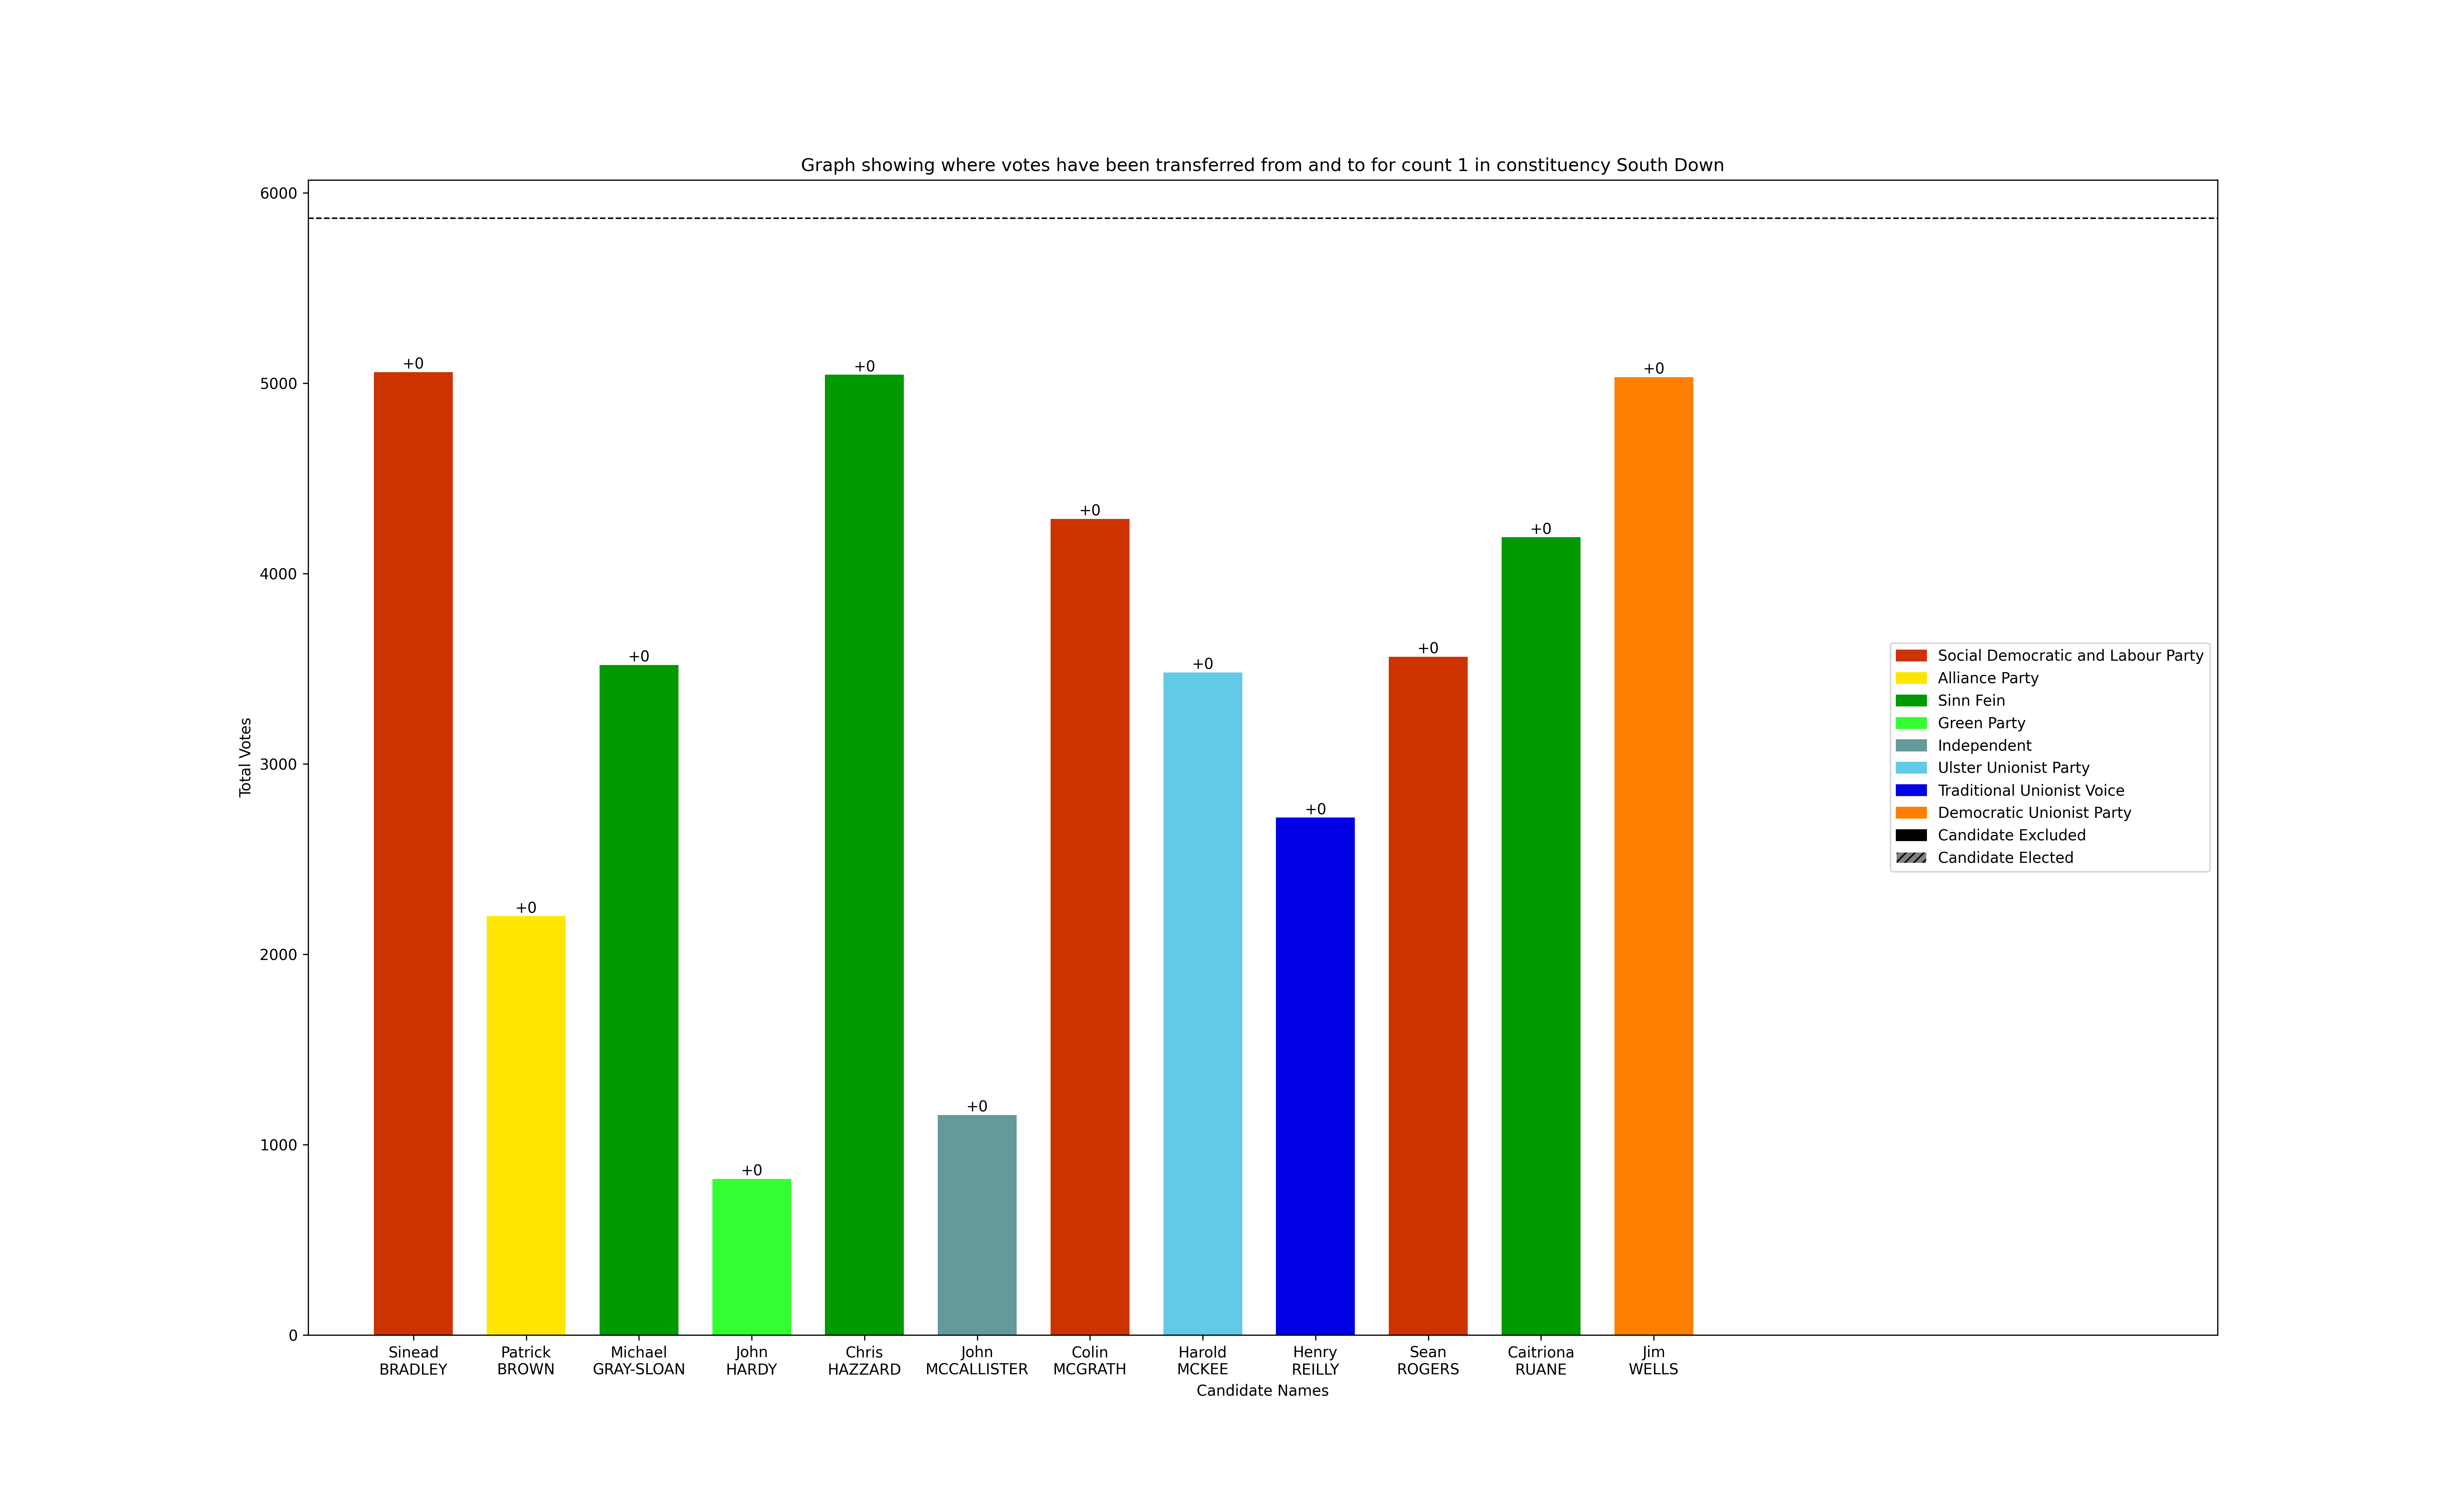 Graph showing where votes have been transferred from and to for count 1 in constituency South Down
6000
5000
4000
3000
2000
1000
0
Total Votes
+0
+0
+0
+0
+0
+0
+0
+0
+0
+0
+0
+0
Social Democratic and Labour Party
Alliance Party
Sinn Fein
Green Party
Independent
Ulster Unionist Party
Traditional Unionist Voice
Democratic Unionist Party
Candidate Excluded
Candidate Elected
Sinead
BRADLEY
Patrick
BROWN
Michael
GRAY-SLOAN
John
HARDY
Chris
HAZZARD
John
MCCALLISTER
Colin
MCGRATH
Harold
MCKEE
Henry
REILLY
Sean
ROGERS
Caitriona
RUANE
Jim
WELLS
Candidate Names